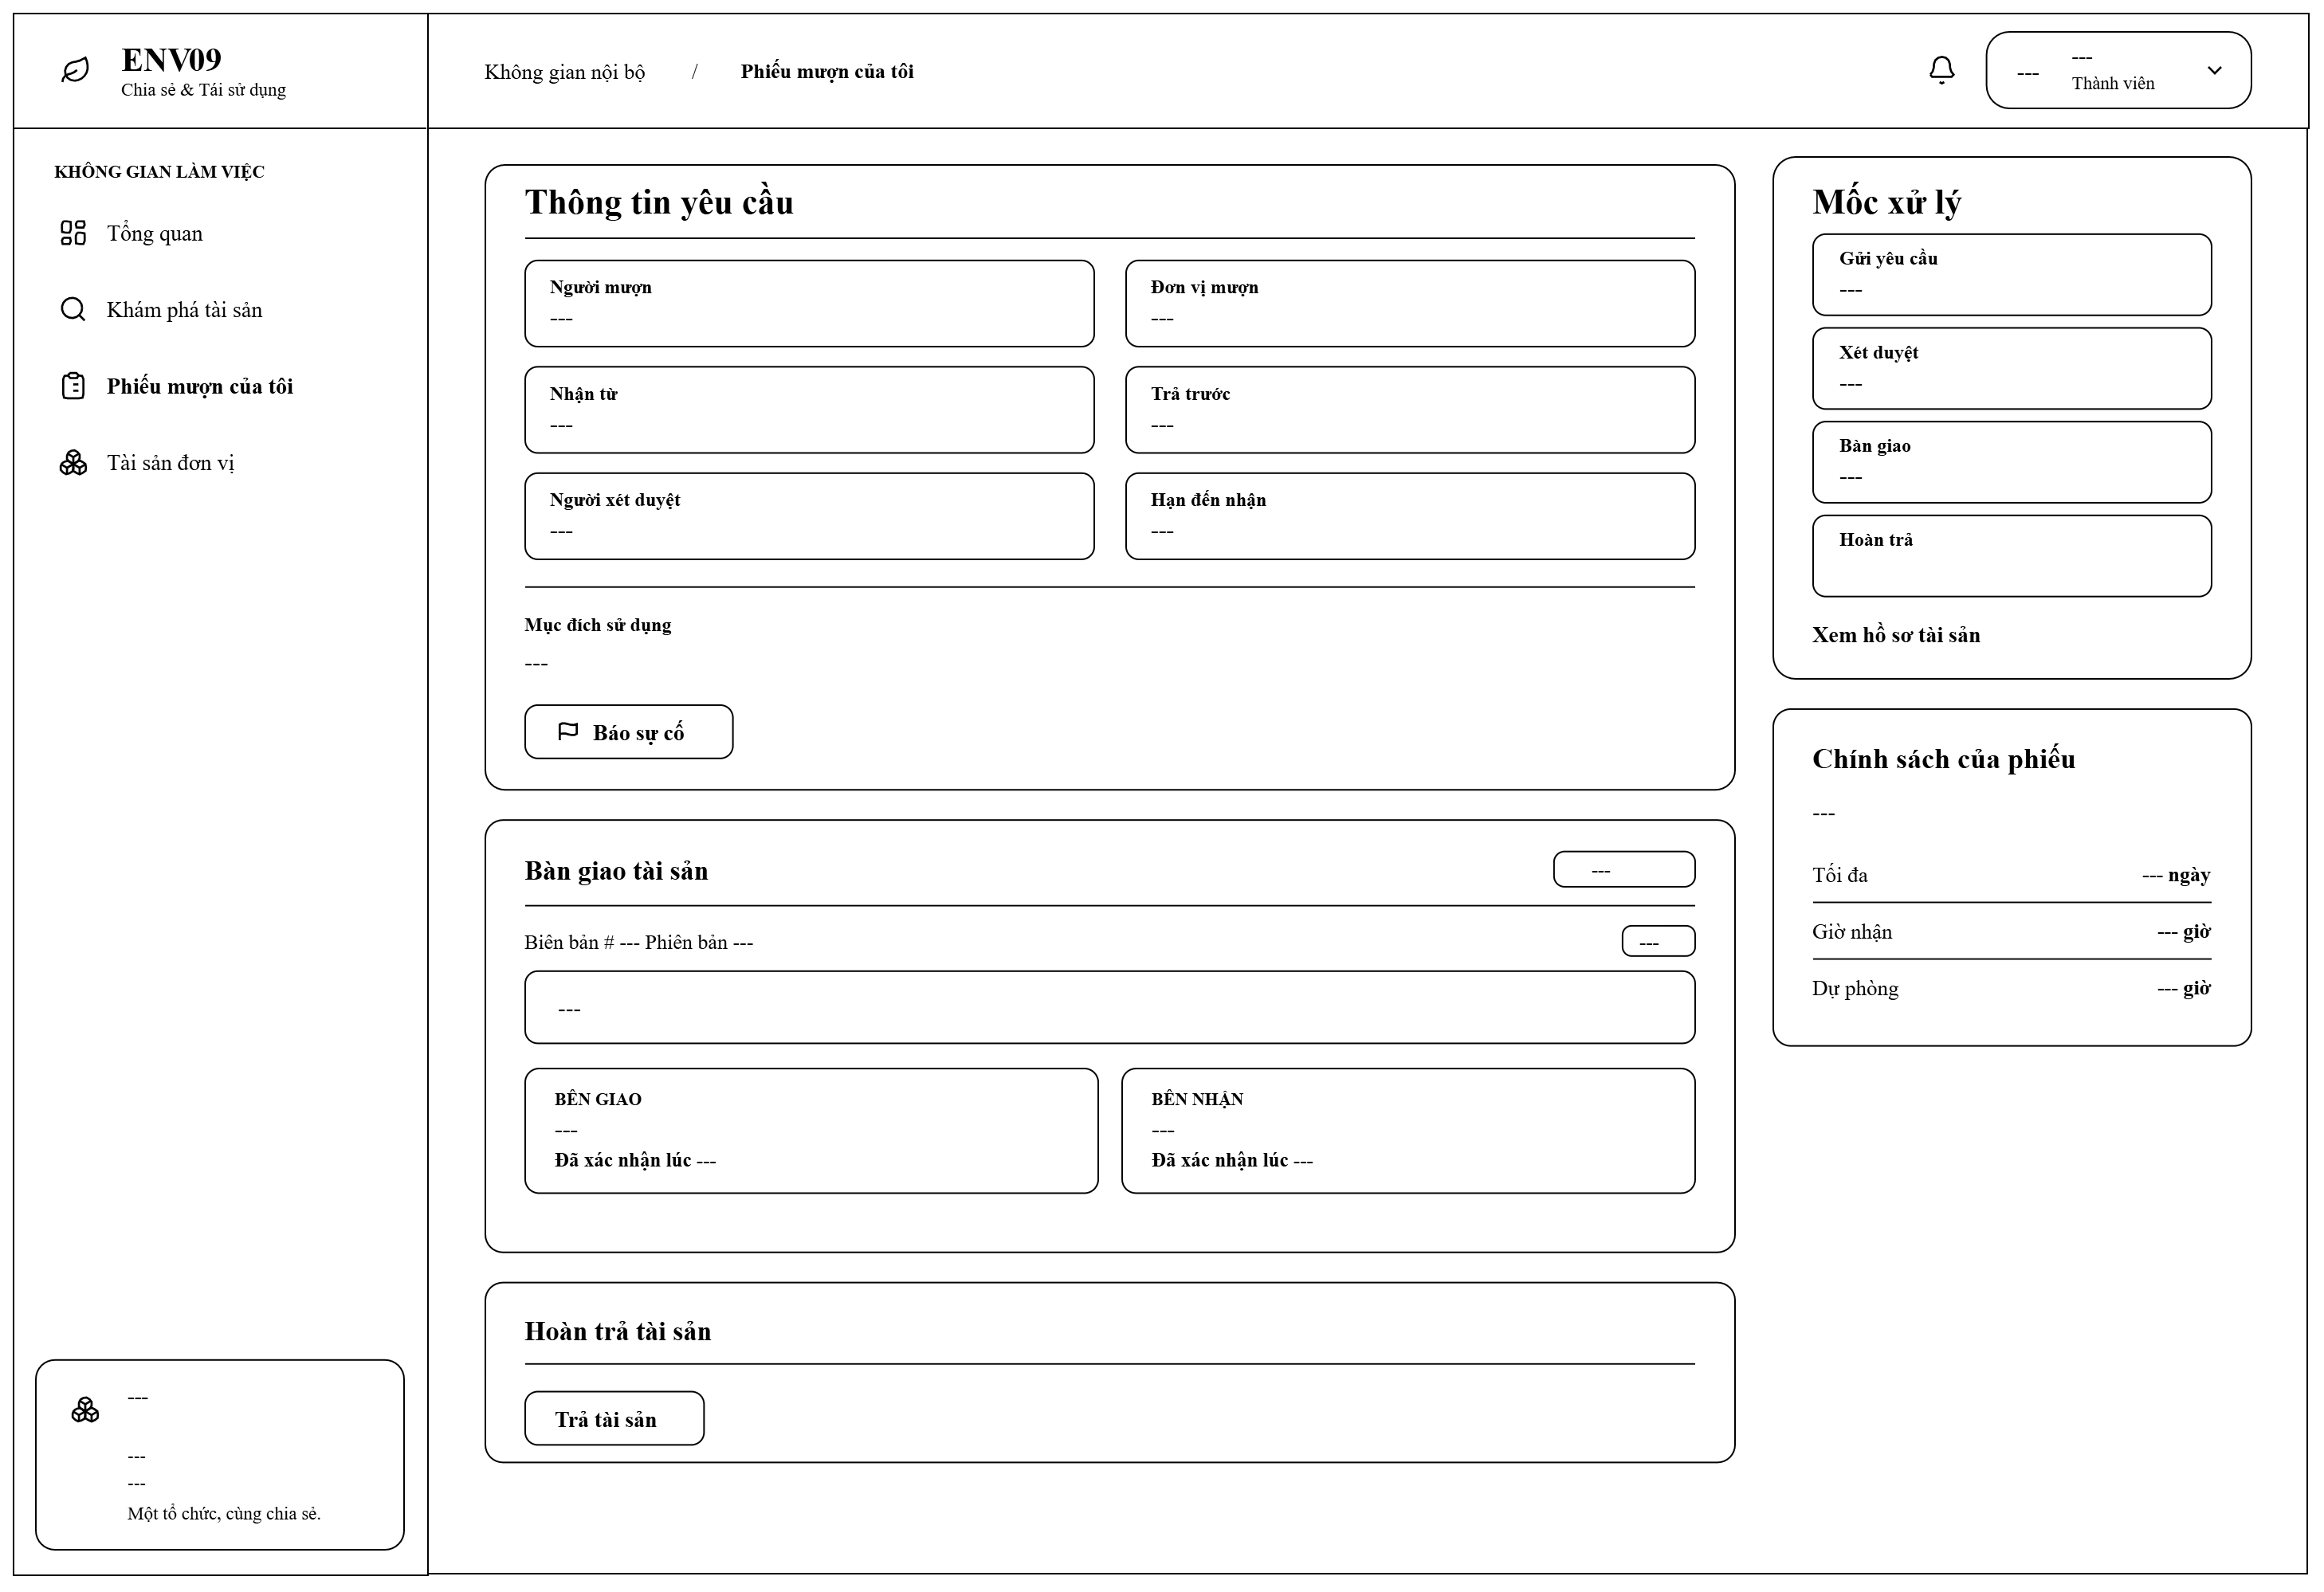 ENV09
Chia sẻ & Tái sử dụng
Không gian nội bộ / Phiếu mượn của tôi
---
---
Thành viên
KHÔNG GIAN LÀM VIỆC
Tổng quan
Khám phá tài sản
Phiếu mượn của tôi
Tài sản đơn vị
---
---
---
Một tổ chức, cùng chia sẻ.
Thông tin yêu cầu
Người mượn
---
Đơn vị mượn
---
Nhận từ
---
Trả trước
---
Người xét duyệt
---
Hạn đến nhận
---
Mục đích sử dụng
---
Báo sự cố
Bàn giao tài sản
---
Biên bản # --- Phiên bản ---
---
---
BÊN GIAO
---
Đã xác nhận lúc ---
BÊN NHẬN
---
Đã xác nhận lúc ---
Hoàn trả tài sản
Trả tài sản
Mốc xử lý
Gửi yêu cầu
---
Xét duyệt
---
Bàn giao
---
Hoàn trả
Xem hồ sơ tài sản
Chính sách của phiếu
---
Tối đa --- ngày
Giờ nhận --- giờ
Dự phòng --- giờ